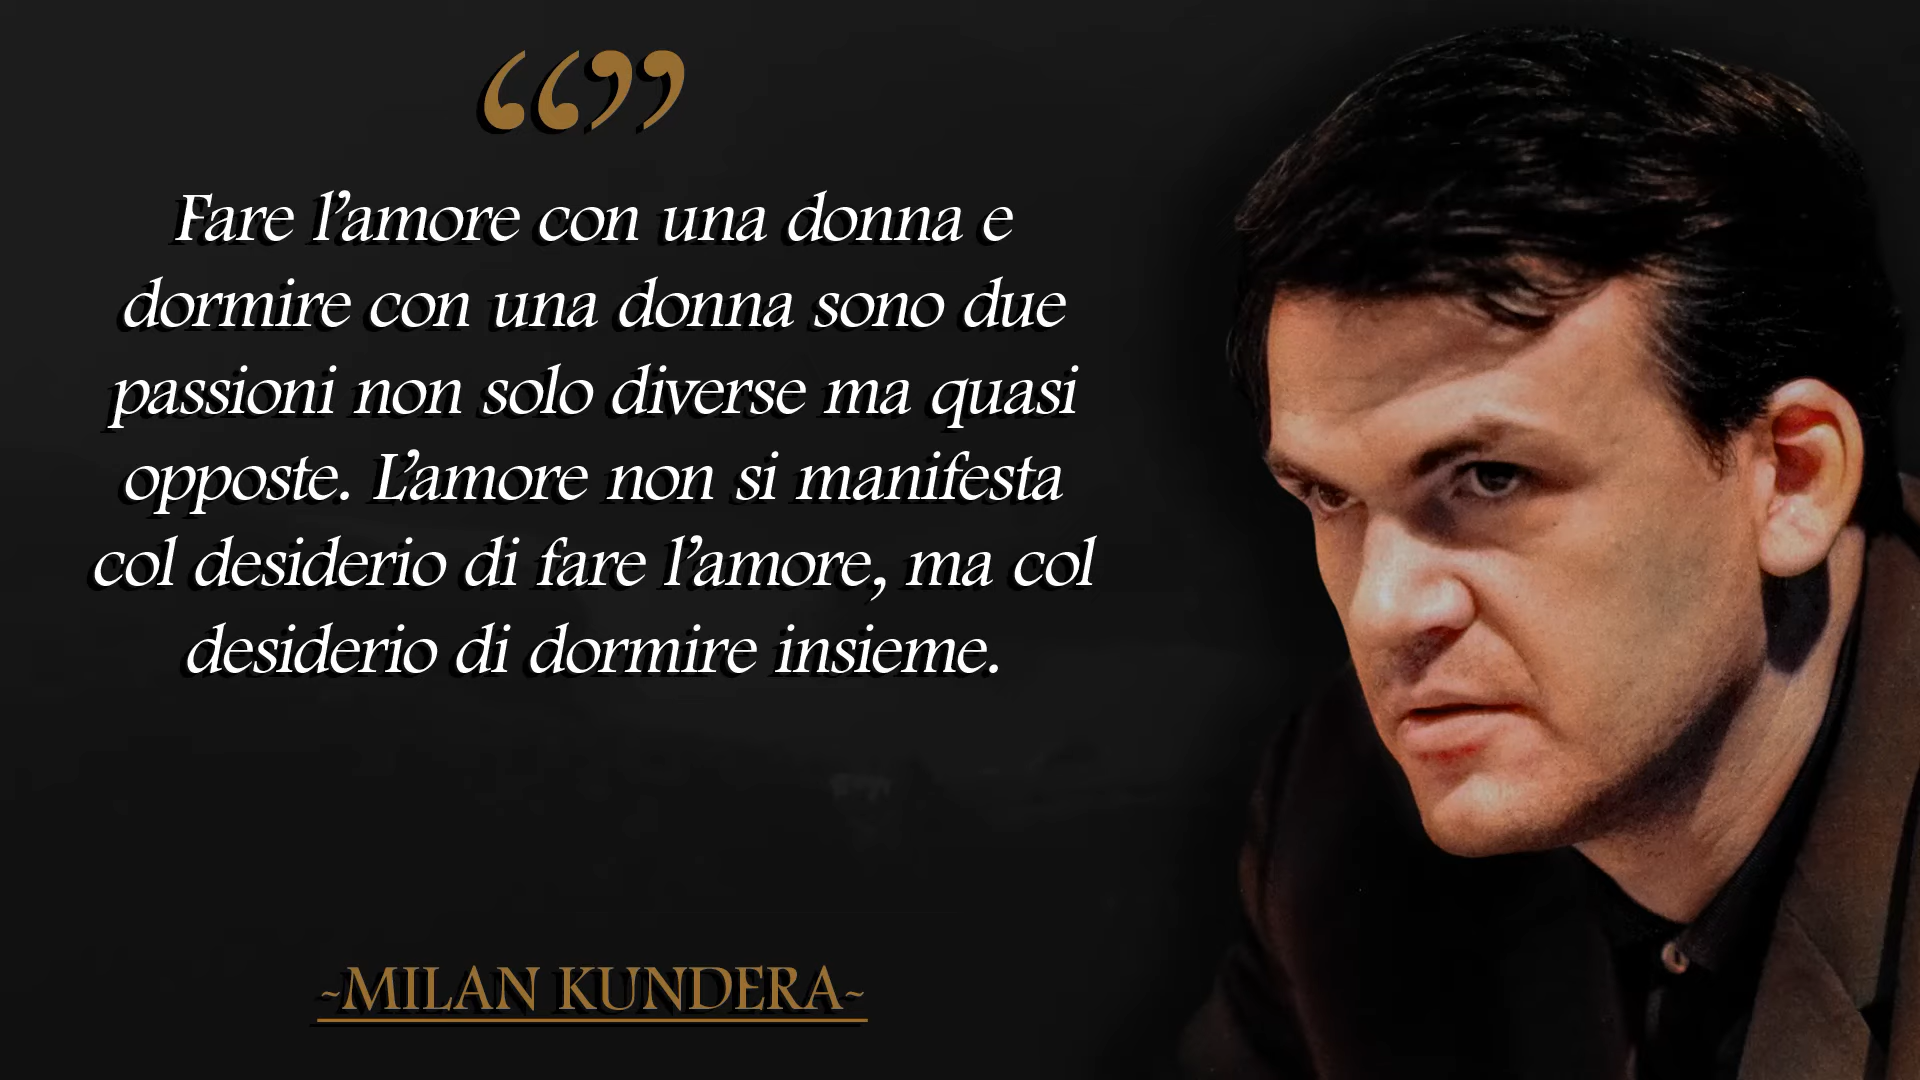 “”
Fare l’amore con una donna e
dormire con una donna sono due
passioni non solo diverse ma quasi
opposte. L’amore non si manifesta
col desiderio di fare l’amore, ma col
desiderio di dormire insieme.
~MILAN KUNDERA~